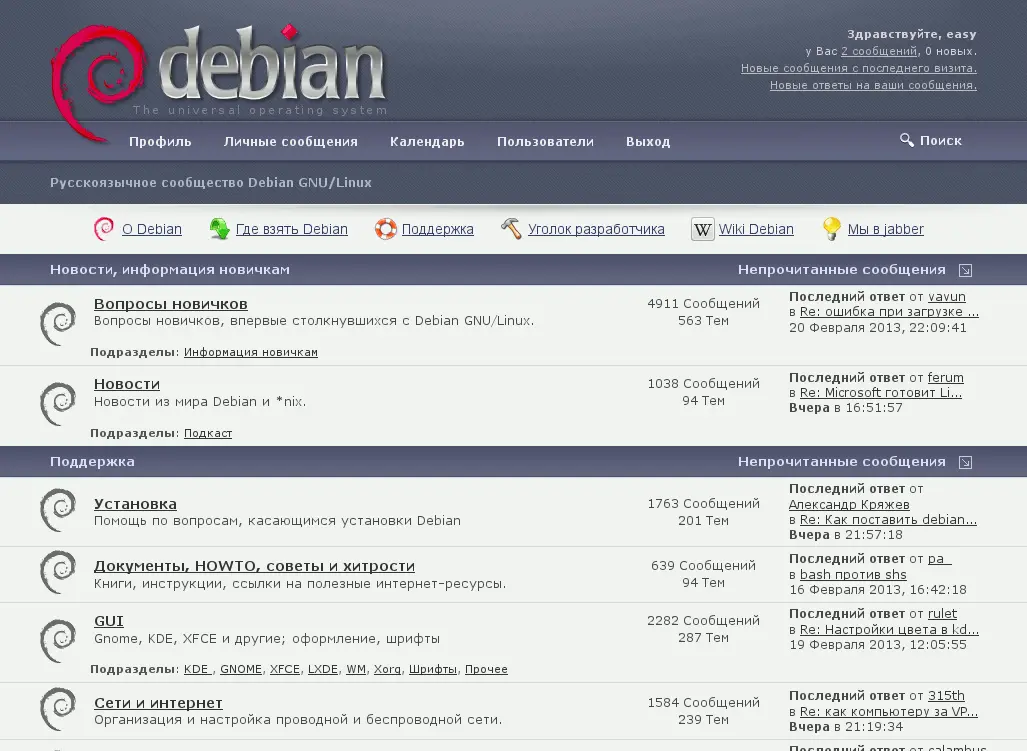 debian
The universal operating system
Здравствуйте, easy
у Вас 2 сообщений, 0 новых.
Новые сообщения с последнего визита.
Новые ответы на ваши сообщения.
Профиль Личные сообщения Календарь Пользователи Выход Поиск
Русскоязычное сообщество Debian GNU/Linux
О Debian Где взять Debian Поддержка Уголок разработчика W Wiki Debian Мы в jabber
Новости, информация новичкам Непрочитанные сообщения
Вопросы новичков
Вопросы новичков, впервые столкнувшихся с Debian GNU/Linux.
Подразделы: Информация новичкам
4911 Сообщений
563 Тем
Последний ответ от vavun
в Re: ошибка при загрузке ...
20 Февраля 2013, 22:09:41
Новости
Новости из мира Debian и *nix.
Подразделы: Подкаст
1038 Сообщений
94 Тем
Последний ответ от ferum
в Re: Microsoft готовит Li...
Вчера в 16:51:57
Поддержка Непрочитанные сообщения
Установка
Помощь по вопросам, касающимся установки Debian
1763 Сообщений
201 Тем
Последний ответ от
Александр Кряжев
в Re: Как поставить debian...
Вчера в 21:57:18
Документы, HOWTO, советы и хитрости
Книги, инструкции, ссылки на полезные интернет-ресурсы.
639 Сообщений
94 Тем
Последний ответ от pa_
в bash против shs
16 Февраля 2013, 16:42:18
GUI
Gnome, KDE, XFCE и другие; оформление, шрифты
Подразделы: KDE , GNOME, XFCE, LXDE, WM, Xorg, Шрифты, Прочее
2282 Сообщений
287 Тем
Последний ответ от rulet
в Re: Настройки цвета в kd...
19 Февраля 2013, 12:05:55
Сети и интернет
Организация и настройка проводной и беспроводной сети.
1584 Сообщений
239 Тем
Последний ответ от 315th
в Re: как компьютеру за VP...
Вчера в 21:19:34
Последний ответ от calambus